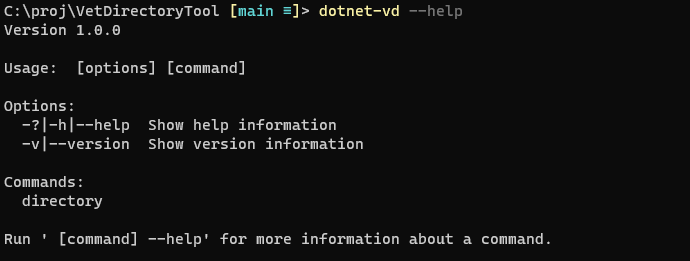 C:\proj\VetDirectoryTool [main ≡]> dotnet-vd --help
Version 1.0.0
Usage:  [options] [command]
Options:
  -?|-h|--help  Show help information
  -v|--version  Show version information
Commands:
  directory
Run ' [command] --help' for more information about a command.